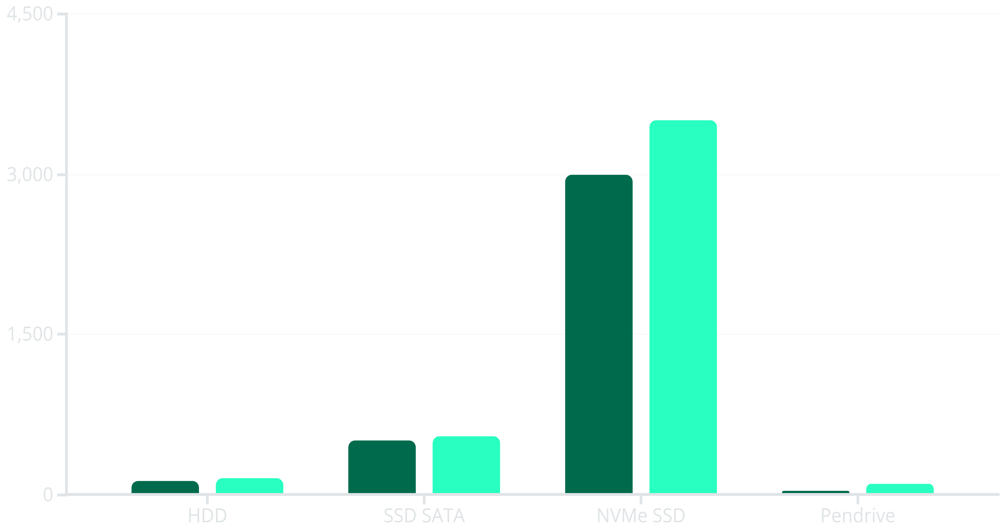 4,500
3,000
1,500
0
HDD
SSD SATA
NVMe SSD
Pendrive